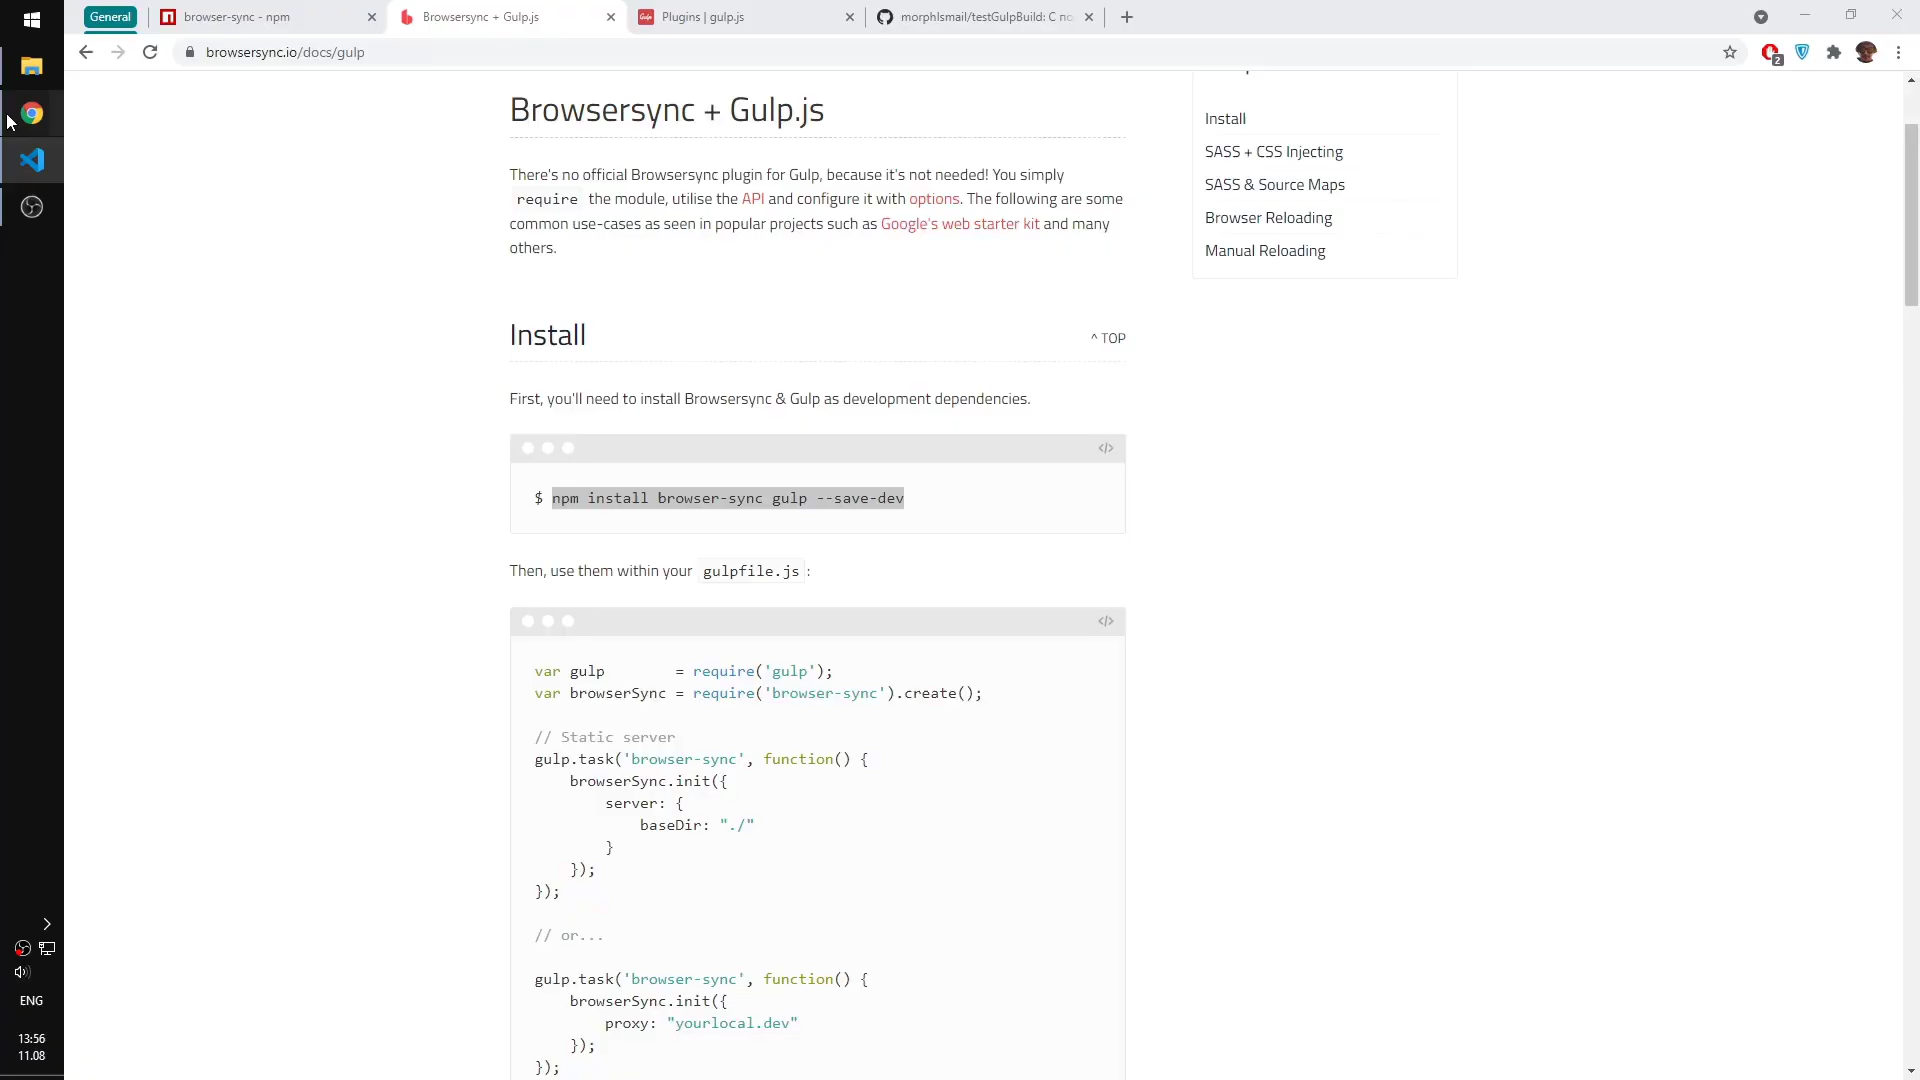 General
browser-sync - npm
Browsersync + Gulp.js
Plugins | gulp.js
morphIsmail/testGulpBuild: С по
browsersync.io/docs/gulp
2
Browsersync + Gulp.js
There's no official Browsersync plugin for Gulp, because it's not needed! You simply
require the module, utilise the API and configure it with options. The following are some
common use-cases as seen in popular projects such as Google's web starter kit and many
others.
Install
SASS + CSS Injecting
SASS & Source Maps
Browser Reloading
Manual Reloading
Install
^ TOP
First, you'll need to install Browsersync & Gulp as development dependencies.
</>
$ npm install browser-sync gulp --save-dev
Then, use them within your gulpfile.js :
</>
var gulp        = require('gulp');
var browserSync = require('browser-sync').create();
// Static server
gulp.task('browser-sync', function() {
    browserSync.init({
        server: {
            baseDir: "./"
        }
    });
});
// or...
gulp.task('browser-sync', function() {
    browserSync.init({
        proxy: "yourlocal.dev"
    });
});
ENG
13:56
11.08